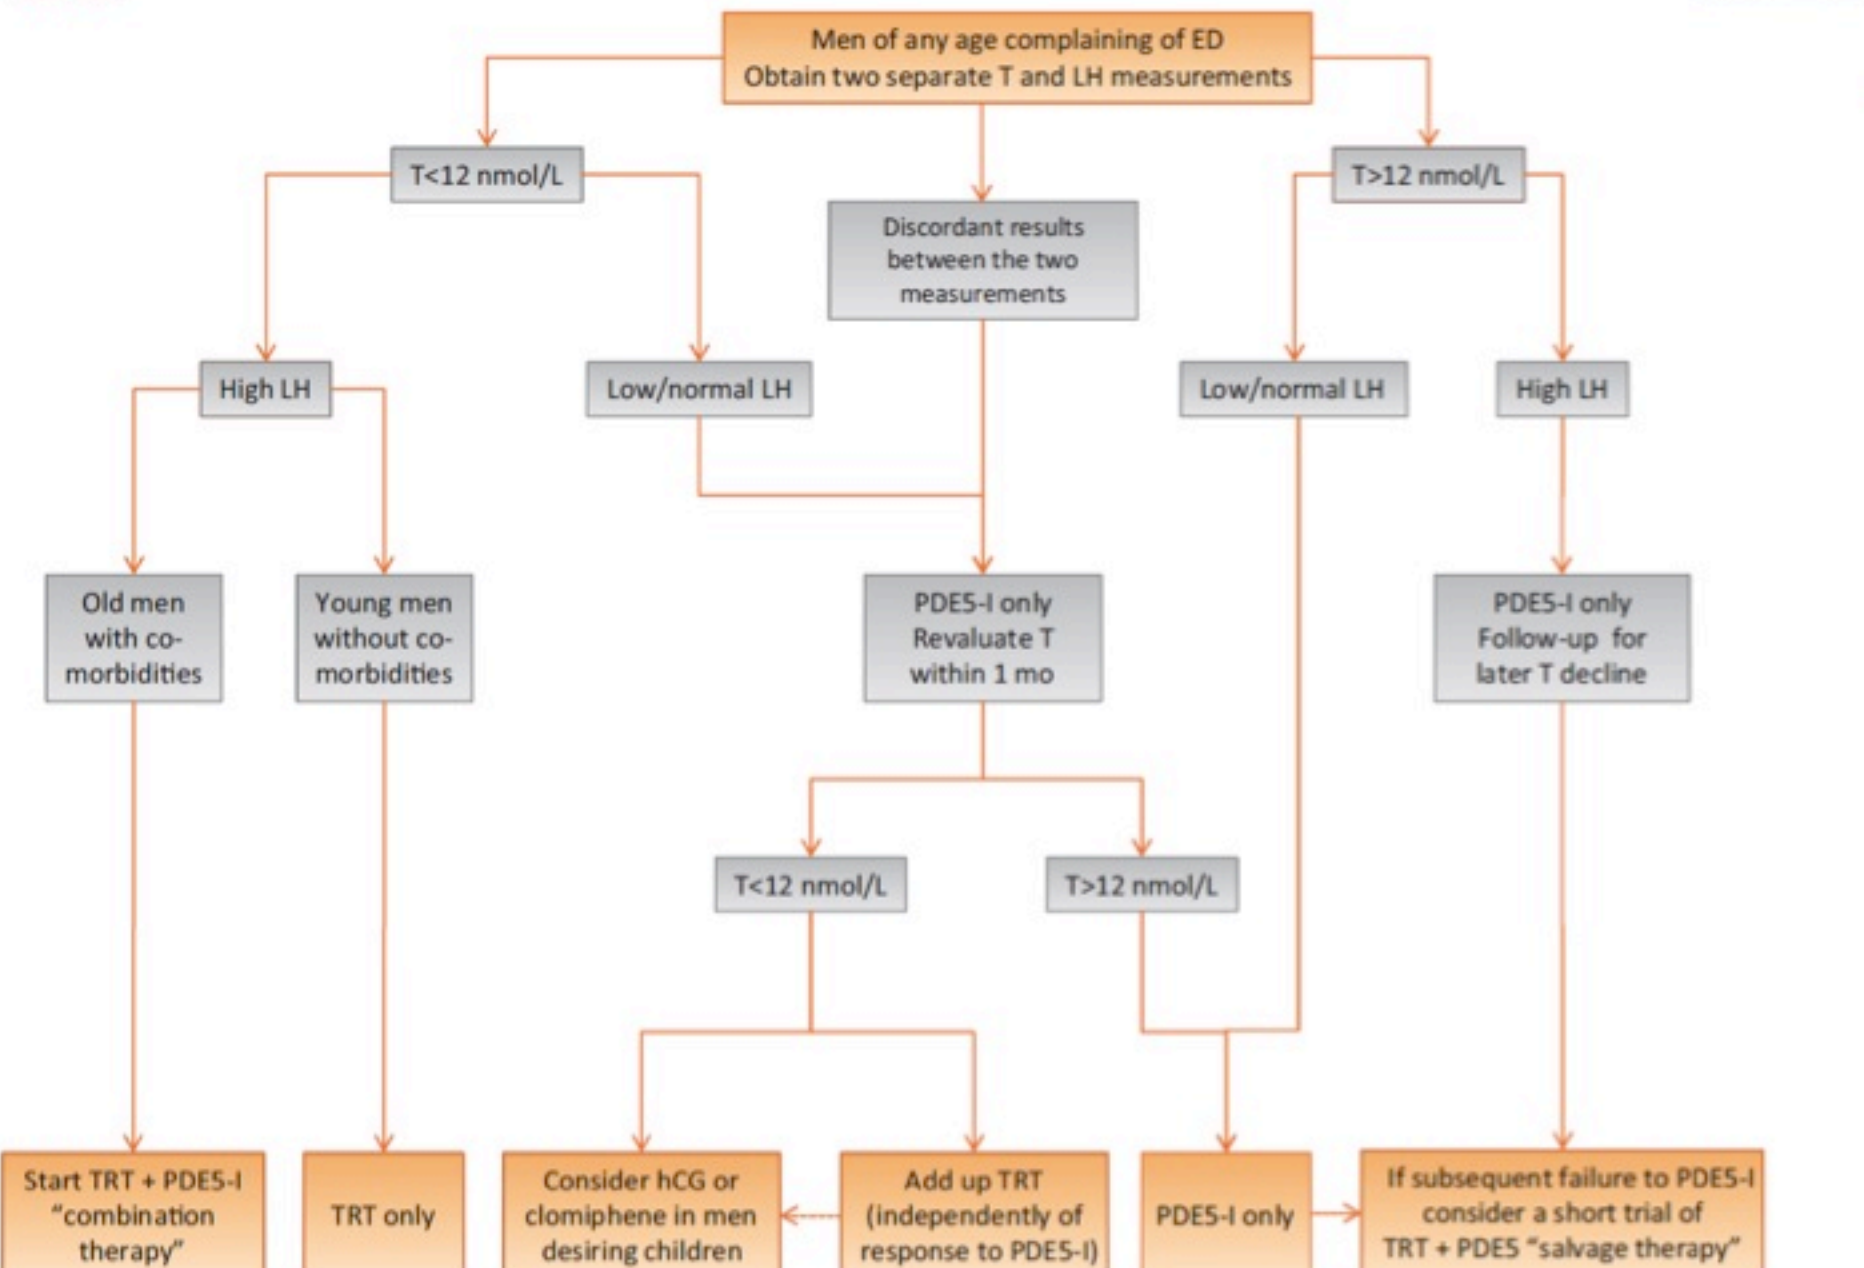 Men of any age complaining of ED
Obtain two separate T and LH measurements
T<12 nmol/L
T>12 nmol/L
Discordant results
between the two
measurements
High LH
Low/normal LH
Low/normal LH
High LH
Old men
with co-
morbidities
Young men
without co-
morbidities
PDE5-I only
Revaluate T
within 1 mo
PDE5-I only
Follow-up for
later T decline
T<12 nmol/L
T>12 nmol/L
Start TRT + PDE5-I
“combination
therapy”
TRT only
Consider hCG or
clomiphene in men
desiring children
Add up TRT
(independently of
response to PDE5-I)
PDE5-I only
If subsequent failure to PDE5-I
consider a short trial of
TRT + PDE5 “salvage therapy”